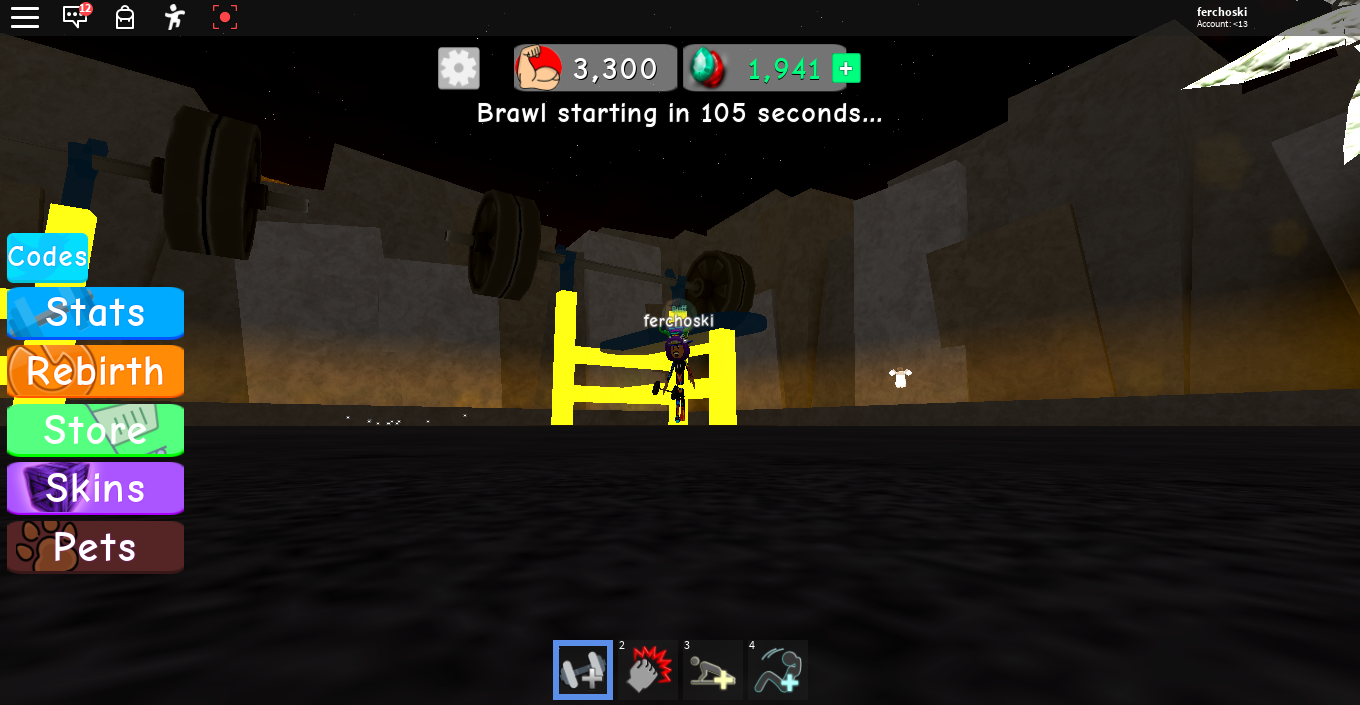 12
ferchoski
Account: <13
3,300
1,941
+
Brawl starting in 105 seconds...
Codes
Stats
Rebirth
Store
Skins
Pets
ferchoski
2
3
4